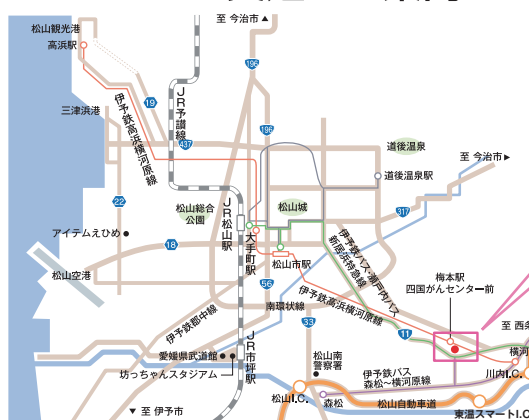 至 今治市▲
松山観光港
高浜駅
196
伊予鉄高浜横河原線
JR予讃線
19
三津浜港
196
437
道後温泉
至 今治市▶
道後温泉駅
22
松山総合
公園
JR松山駅
松山城
317
アイテムえひめ
18
大手町駅
松山市駅
伊予鉄バス・瀬戸内バス
新居浜特急線
松山空港
56
梅本駅
四国がんセンター前
伊予鉄高浜横河原線
南環状線
伊予鉄郡中線
33
11
至 西条
JR市坪駅
愛媛県武道館
坊っちゃんスタジアム
松山南
警察署
横河
伊予鉄バス
森松〜横河原線
川内I.C.
松山I.C.
森松
松山自動車道
▼ 至 伊予市
東温スマートI.C